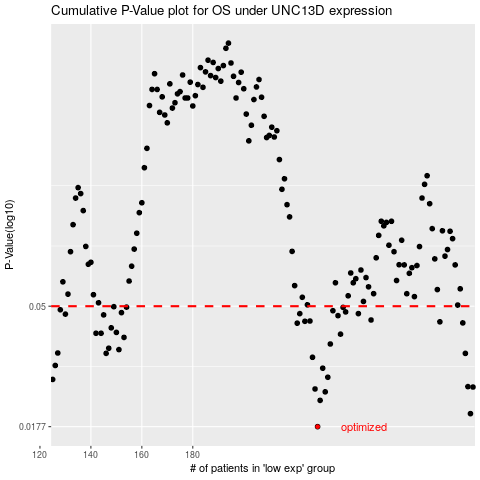 Cumulative P-Value plot for OS under UNC13D expression
P-Value(log10)
0.05
0.0177
optimized
120 140 160 180
# of patients in 'low exp' group